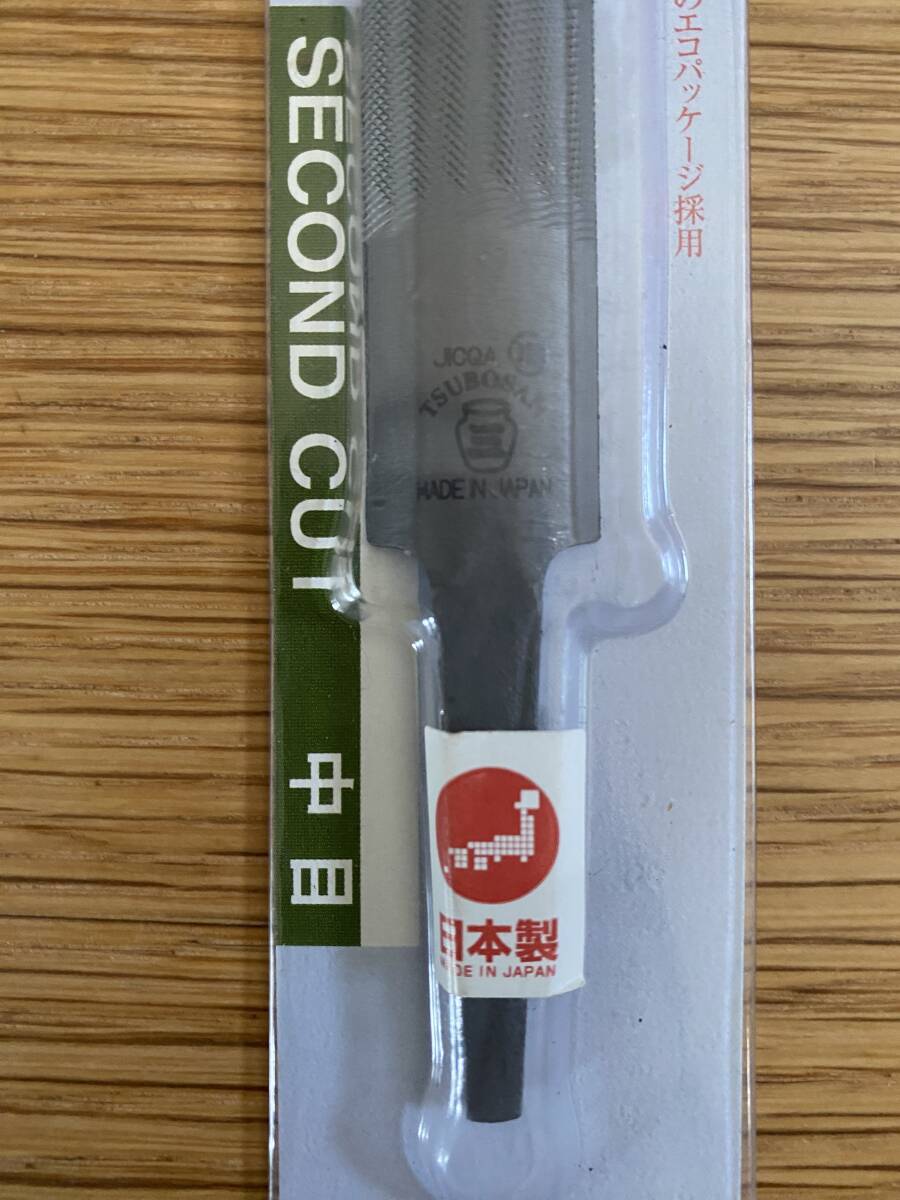 SECOND CUT 中目
のエコパッケージ採用
JICQA
TSUBOSAN
三
MADE IN JAPAN
日本製
MADE IN JAPAN